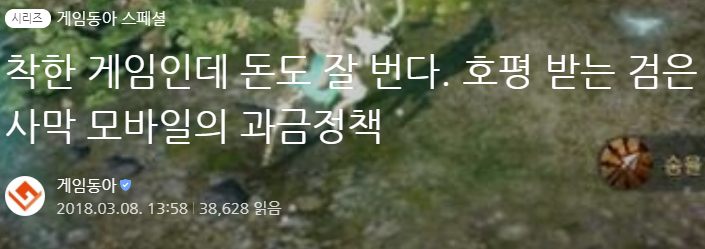 시리즈 게임동아 스페셜
착한 게임인데 돈도 잘 번다. 호평 받는 검은
사막 모바일의 과금정책
게임동아
2018.03.08. 13:58 | 38,628 읽음